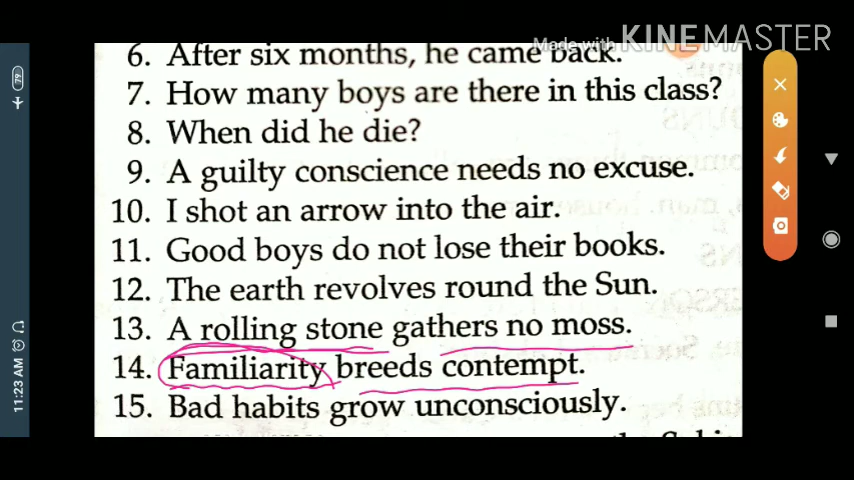 Made with KINEMASTER
6. After six months, he came back.
7. How many boys are there in this class?
8. When did he die?
9. A guilty conscience needs no excuse.
10. I shot an arrow into the air.
11. Good boys do not lose their books.
12. The earth revolves round the Sun.
13. A rolling stone gathers no moss.
14. Familiarity breeds contempt.
15. Bad habits grow unconsciously.
79
11:23 AM